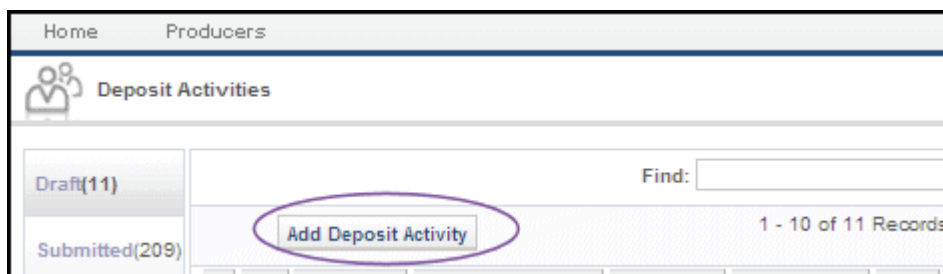 Home Producers
Deposit Activities
Draft(11)
Find:
Add Deposit Activity
1 - 10 of 11 Records
Submitted(209)